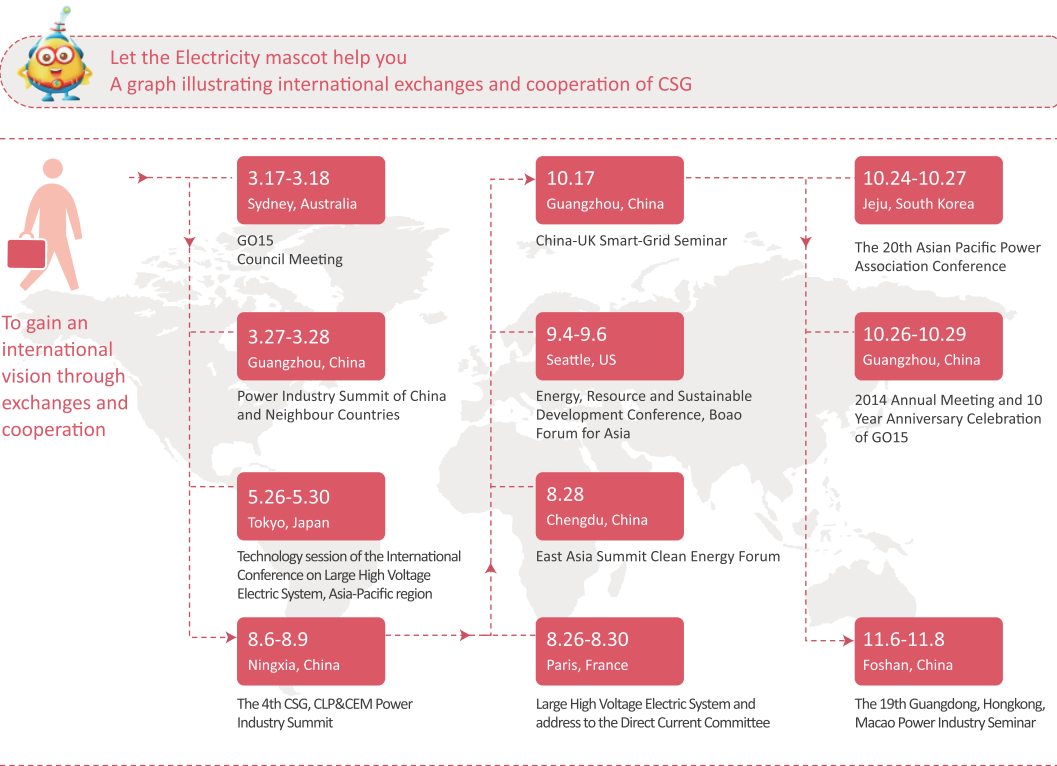 Let the Electricity mascot help you
A graph illustrating international exchanges and cooperation of CSG
To gain an
international
vision through
exchanges and
cooperation
3.17-3.18
Sydney, Australia
GO15
Council Meeting
3.27-3.28
Guangzhou, China
Power Industry Summit of China
and Neighbour Countries
5.26-5.30
Tokyo, Japan
Technology session of the International
Conference on Large High Voltage
Electric System, Asia-Pacific region
8.6-8.9
Ningxia, China
The 4th CSG, CLP&CEM Power
Industry Summit
10.17
Guangzhou, China
China-UK Smart-Grid Seminar
9.4-9.6
Seattle, US
Energy, Resource and Sustainable
Development Conference, Boao
Forum for Asia
8.28
Chengdu, China
East Asia Summit Clean Energy Forum
8.26-8.30
Paris, France
Large High Voltage Electric System and
address to the Direct Current Committee
10.24-10.27
Jeju, South Korea
The 20th Asian Pacific Power
Association Conference
10.26-10.29
Guangzhou, China
2014 Annual Meeting and 10
Year Anniversary Celebration
of GO15
11.6-11.8
Foshan, China
The 19th Guangdong, Hongkong,
Macao Power Industry Seminar